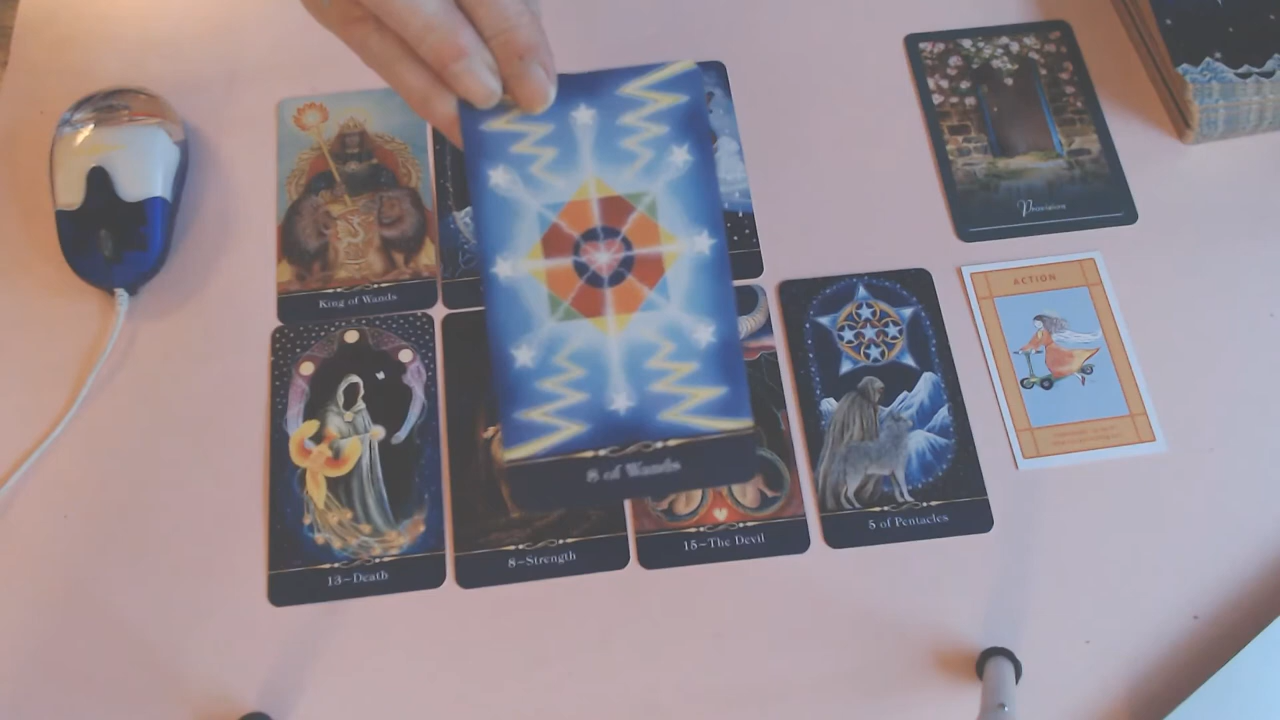 King of Wands
8 of Wands
13-Death
8-Strength
15-The Devil
5 of Pentacles
Provisions
ACTION